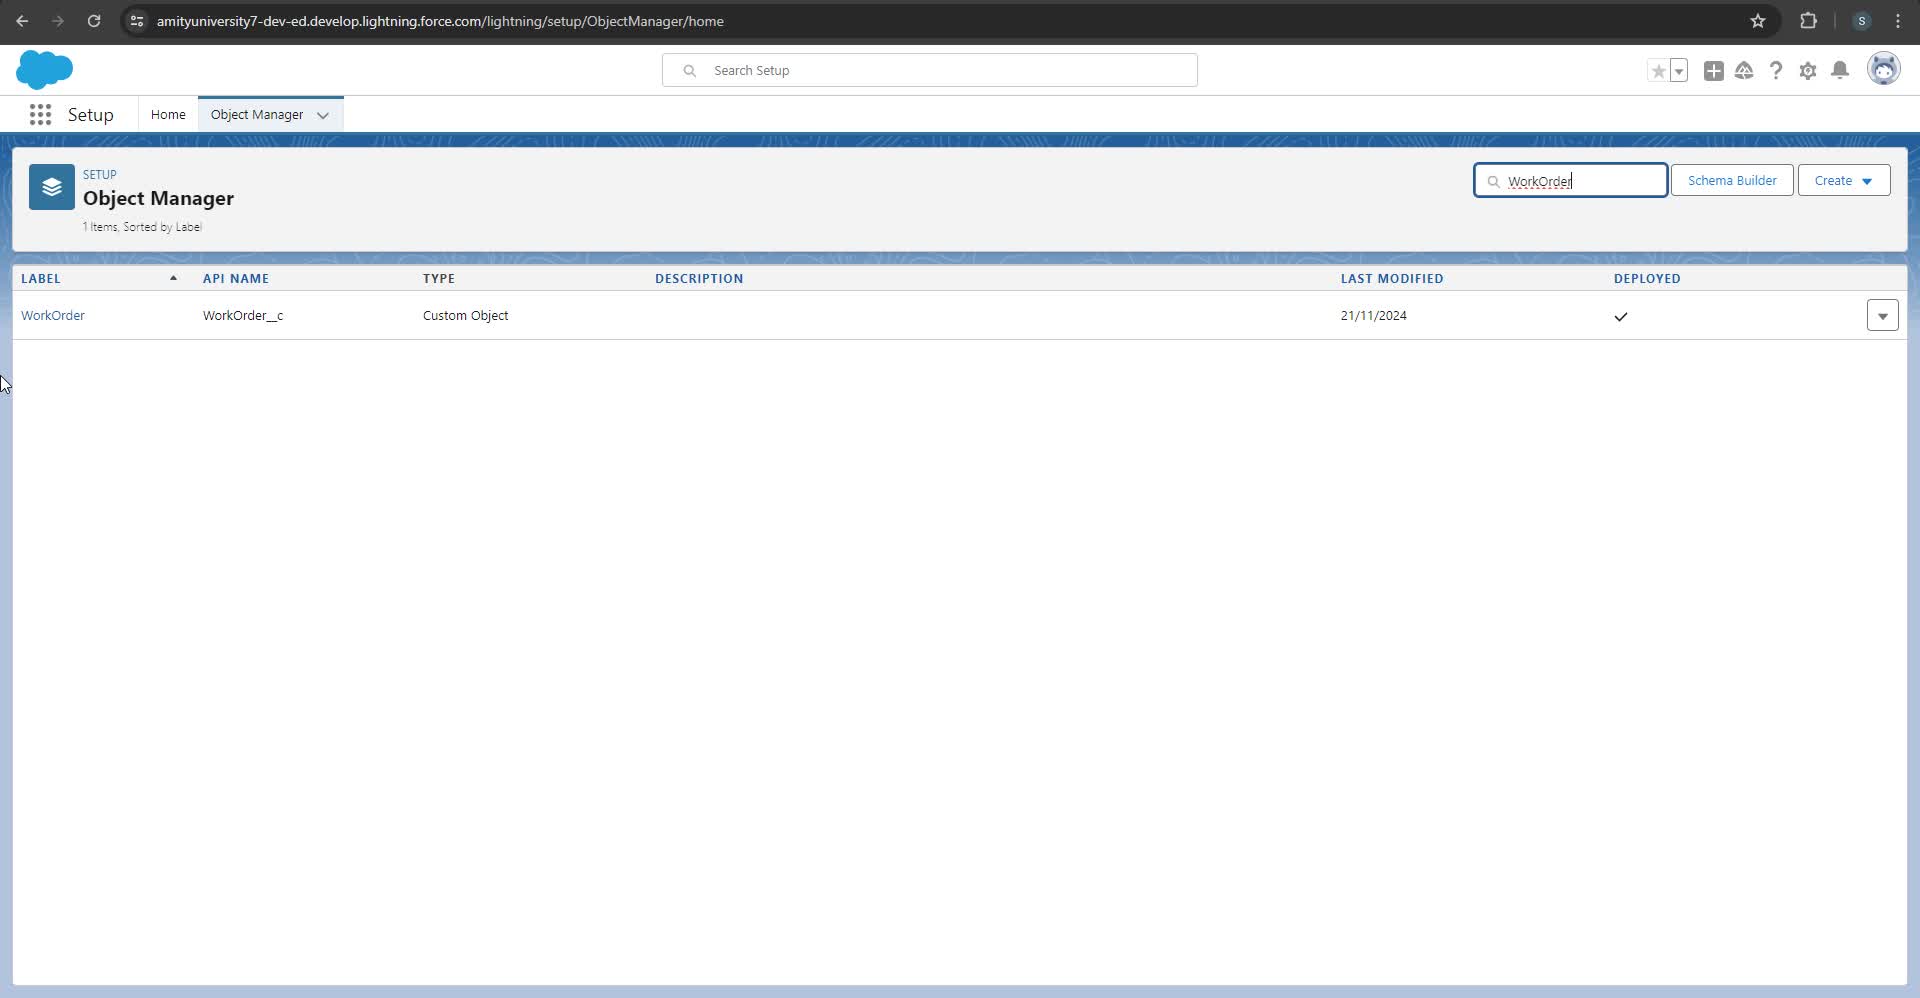 amityuniversity7-dev-ed.develop.lightning.force.com/lightning/setup/ObjectManager/home
S
Search Setup
Setup
Home
Object Manager
SETUP
Object Manager
1 Items, Sorted by Label
WorkOrder
Schema Builder
Create
LABEL API NAME TYPE DESCRIPTION LAST MODIFIED DEPLOYED
WorkOrder WorkOrder__c Custom Object 21/11/2024